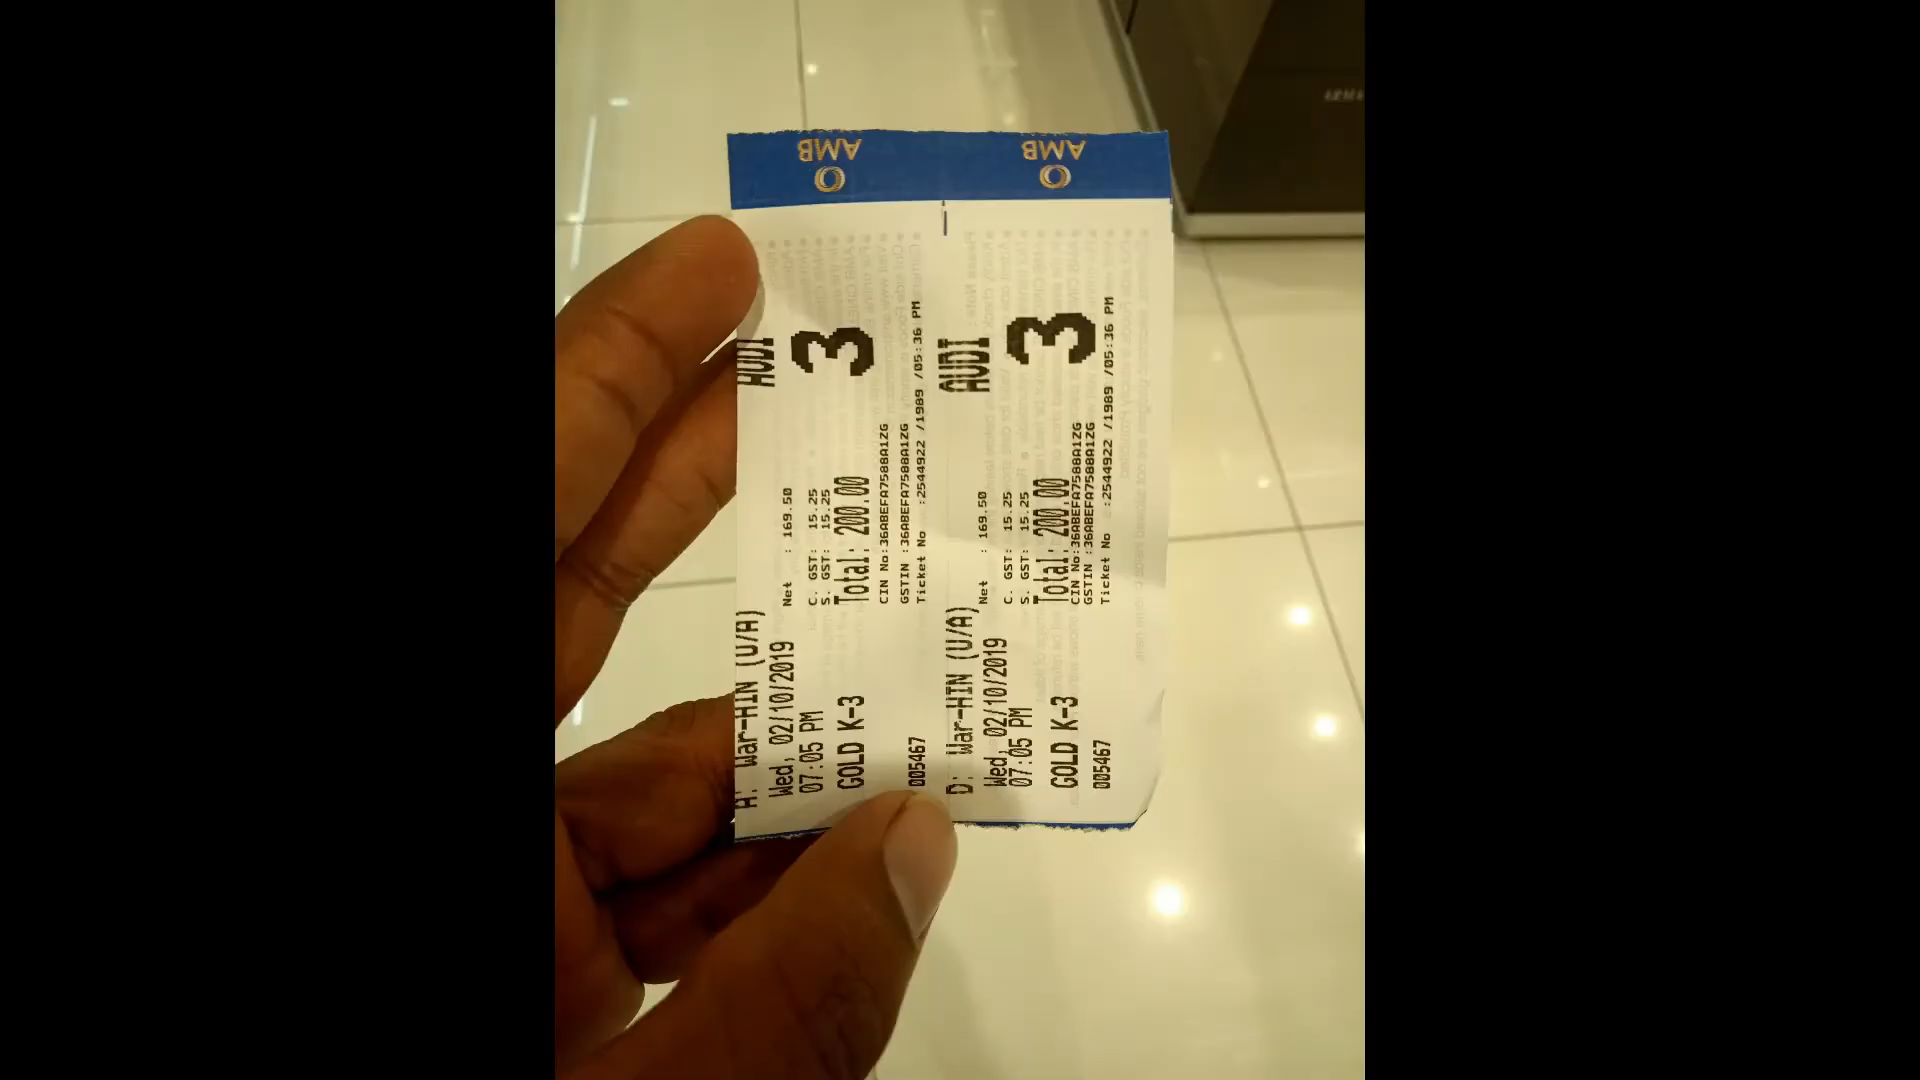 AMB
AUDI
3
A: War-HIN (U/A)
Wed, 02/10/2019
07:05 PM
GOLD K-3
005467
Net : 169.50
C. GST: 15.25
S. GST: 15.25
Total: 200.00
CIN No:36ABEFA7588A1ZG
GSTIN :36ABEFA7588A1ZG
Ticket No :2544922 /1989 /05:36 PM
AMB
AUDI
3
D: War-HIN (U/A)
Wed, 02/10/2019
07:05 PM
GOLD K-3
005467
Net : 169.50
C. GST: 15.25
S. GST: 15.25
Total: 200.00
CIN No:36ABEFA7588A1ZG
GSTIN :36ABEFA7588A1ZG
Ticket No :2544922 /1989 /05:36 PM